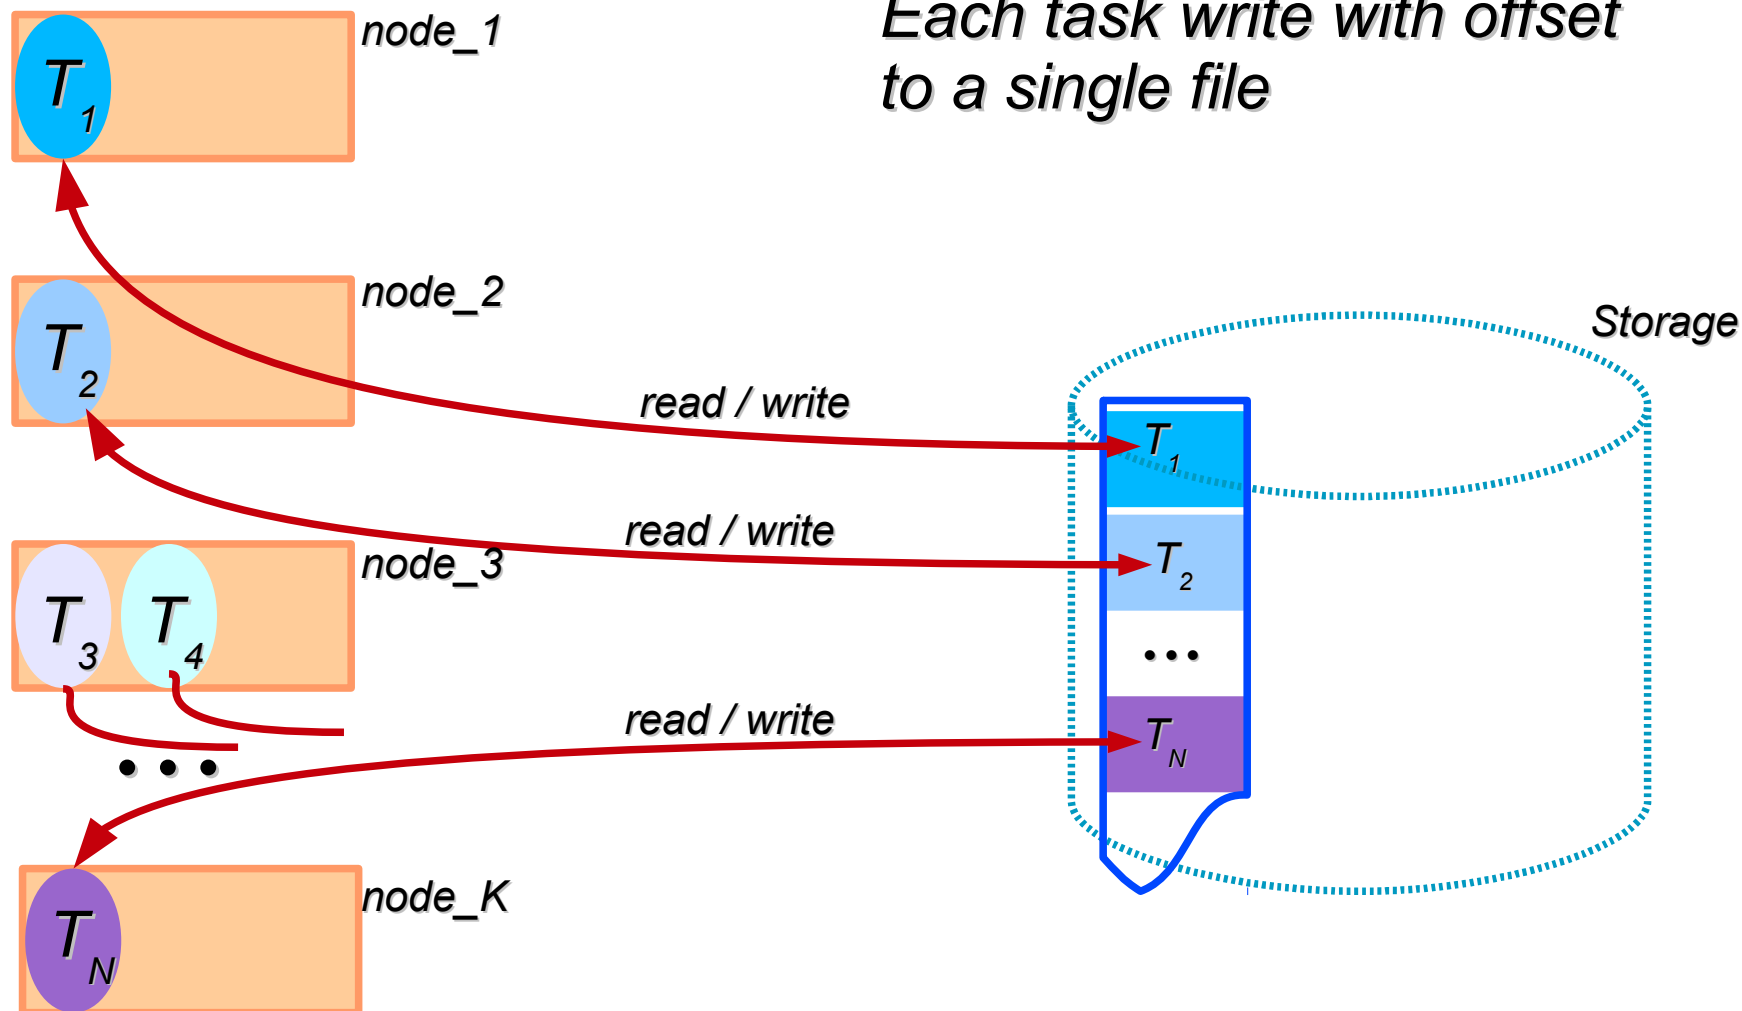 Each task write with offset
to a single file
node_1
T1
node_2
T2
Storage
read / write
T1
read / write
T2
node_3
T3 T4
...
read / write
TN
...
node_K
TN